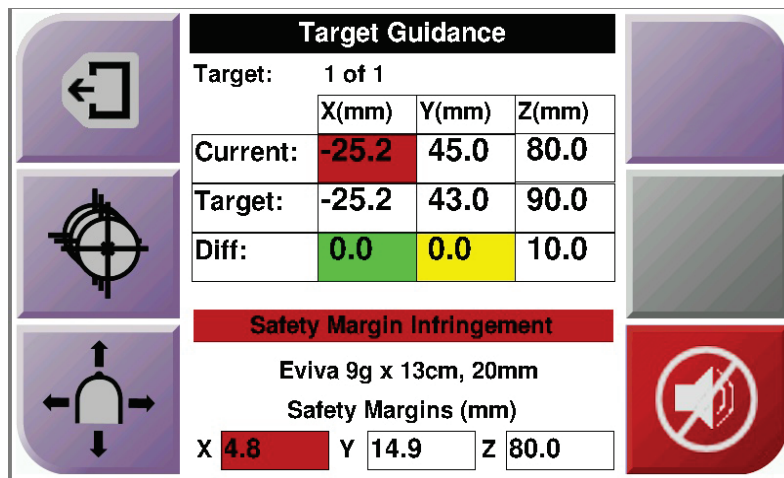 Target Guidance
Target: 1 of 1
X(mm) Y(mm) Z(mm)
Current: -25.2 45.0 80.0
Target: -25.2 43.0 90.0
Diff: 0.0 0.0 10.0
Safety Margin Infringement
Eviva 9g x 13cm, 20mm
Safety Margins (mm)
X 4.8 Y 14.9 Z 80.0